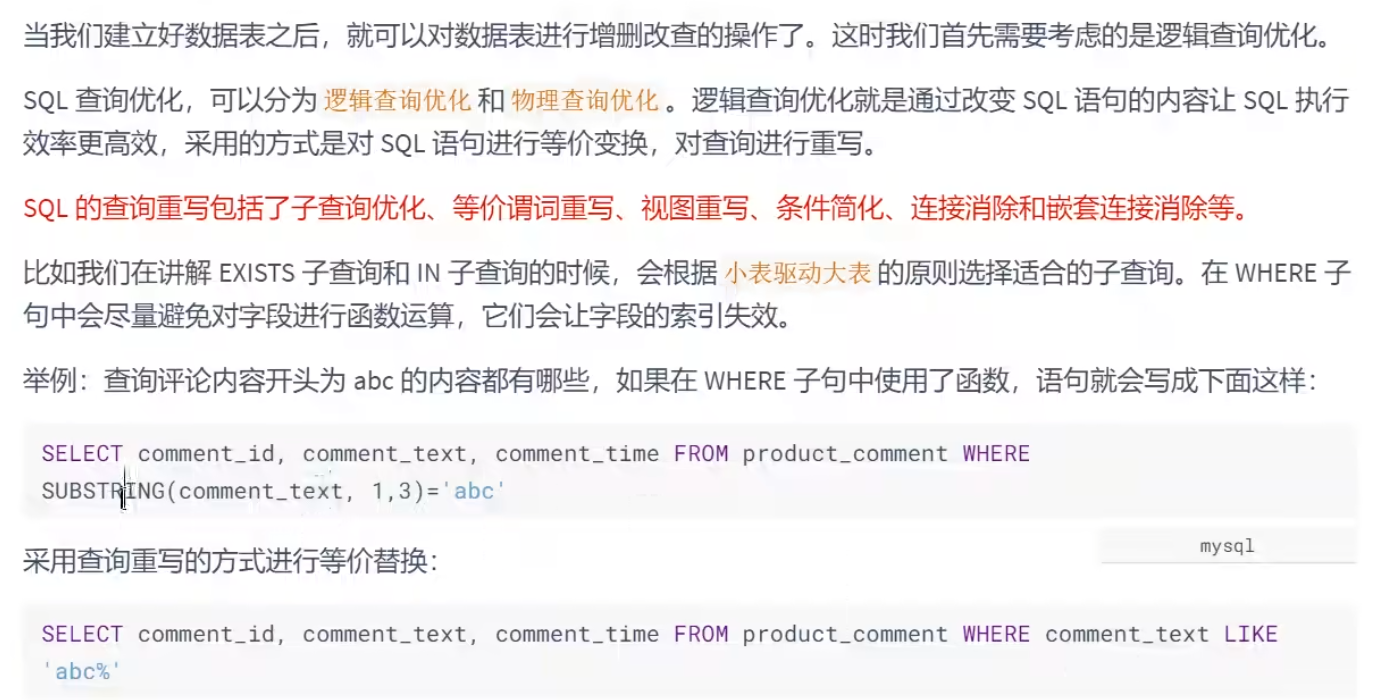 当我们建立好数据表之后，就可以对数据表进行增删改查的操作了。这时我们首先需要考虑的是逻辑查询优化。
SQL 查询优化，可以分为 逻辑查询优化 和 物理查询优化 。逻辑查询优化就是通过改变 SQL 语句的内容让 SQL 执行
效率更高效，采用的方式是对 SQL 语句进行等价变换，对查询进行重写。
SQL 的查询重写包括了子查询优化、等价谓词重写、视图重写、条件简化、连接消除和嵌套连接消除等。
比如我们在讲解 EXISTS 子查询和 IN 子查询的时候，会根据 小表驱动大表 的原则选择适合的子查询。在 WHERE 子
句中会尽量避免对字段进行函数运算，它们会让字段的索引失效。
举例：查询评论内容开头为 abc 的内容都有哪些，如果在 WHERE 子句中使用了函数，语句就会写成下面这样：
SELECT comment_id, comment_text, comment_time FROM product_comment WHERE
SUBSTRING(comment_text, 1,3)='abc'
采用查询重写的方式进行等价替换：
mysql
SELECT comment_id, comment_text, comment_time FROM product_comment WHERE comment_text LIKE
'abc%'